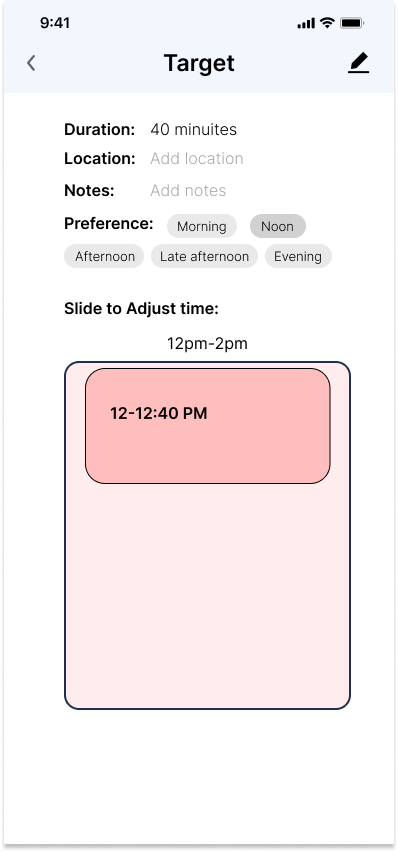 9:41
Target
Duration: 40 minuites
Location: Add location
Notes: Add notes
Preference: Morning Noon
Afternoon Late afternoon Evening
Slide to Adjust time:
12pm-2pm
12-12:40 PM